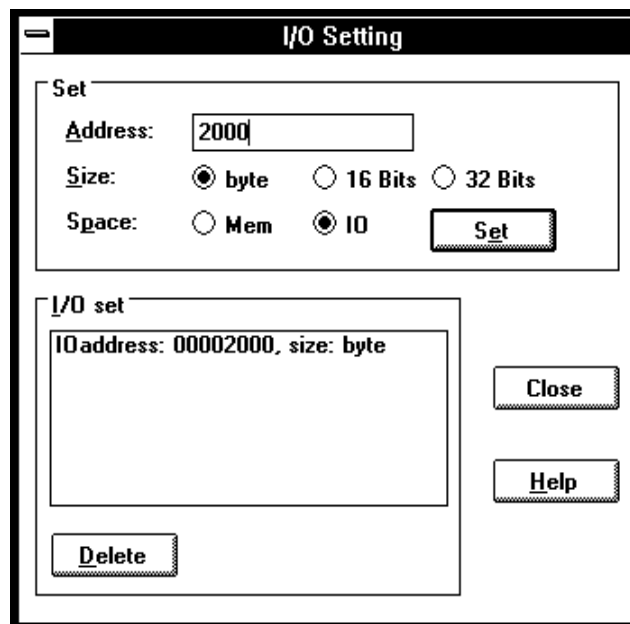 I/O Setting
Set
Address: 2000
Size: byte 16 Bits 32 Bits
Space: Mem IO Set
I/O set
IOaddress: 00002000, size: byte
Close
Help
Delete